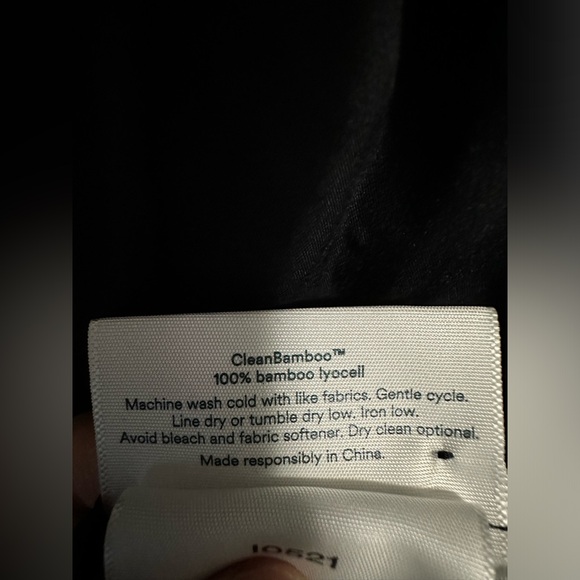 CleanBamboo™
100% bamboo lyocell
Machine wash cold with like fabrics. Gentle cycle.
Line dry or tumble dry low. Iron low.
Avoid bleach and fabric softener. Dry clean optional.
Made responsibly in China.